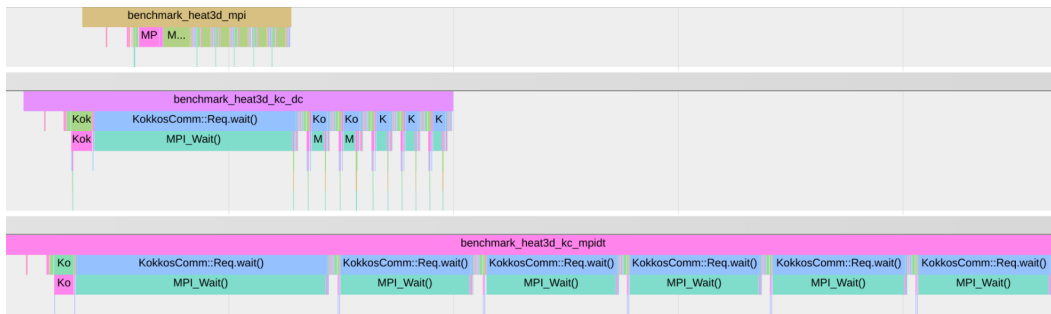 benchmark_heat3d_mpi
MP M...
benchmark_heat3d_kc_dc
Kok KokkosComm::Req.wait() Ko Ko K K K
Kok MPI_Wait() M M
benchmark_heat3d_kc_mpidt
Ko KokkosComm::Req.wait() KokkosComm::Req.wait() KokkosComm::Req.wait() KokkosComm::Req.wait() KokkosComm::Req.wait() KokkosComm::Req.wait()
Ko MPI_Wait() MPI_Wait() MPI_Wait() MPI_Wait() MPI_Wait() MPI_Wait()